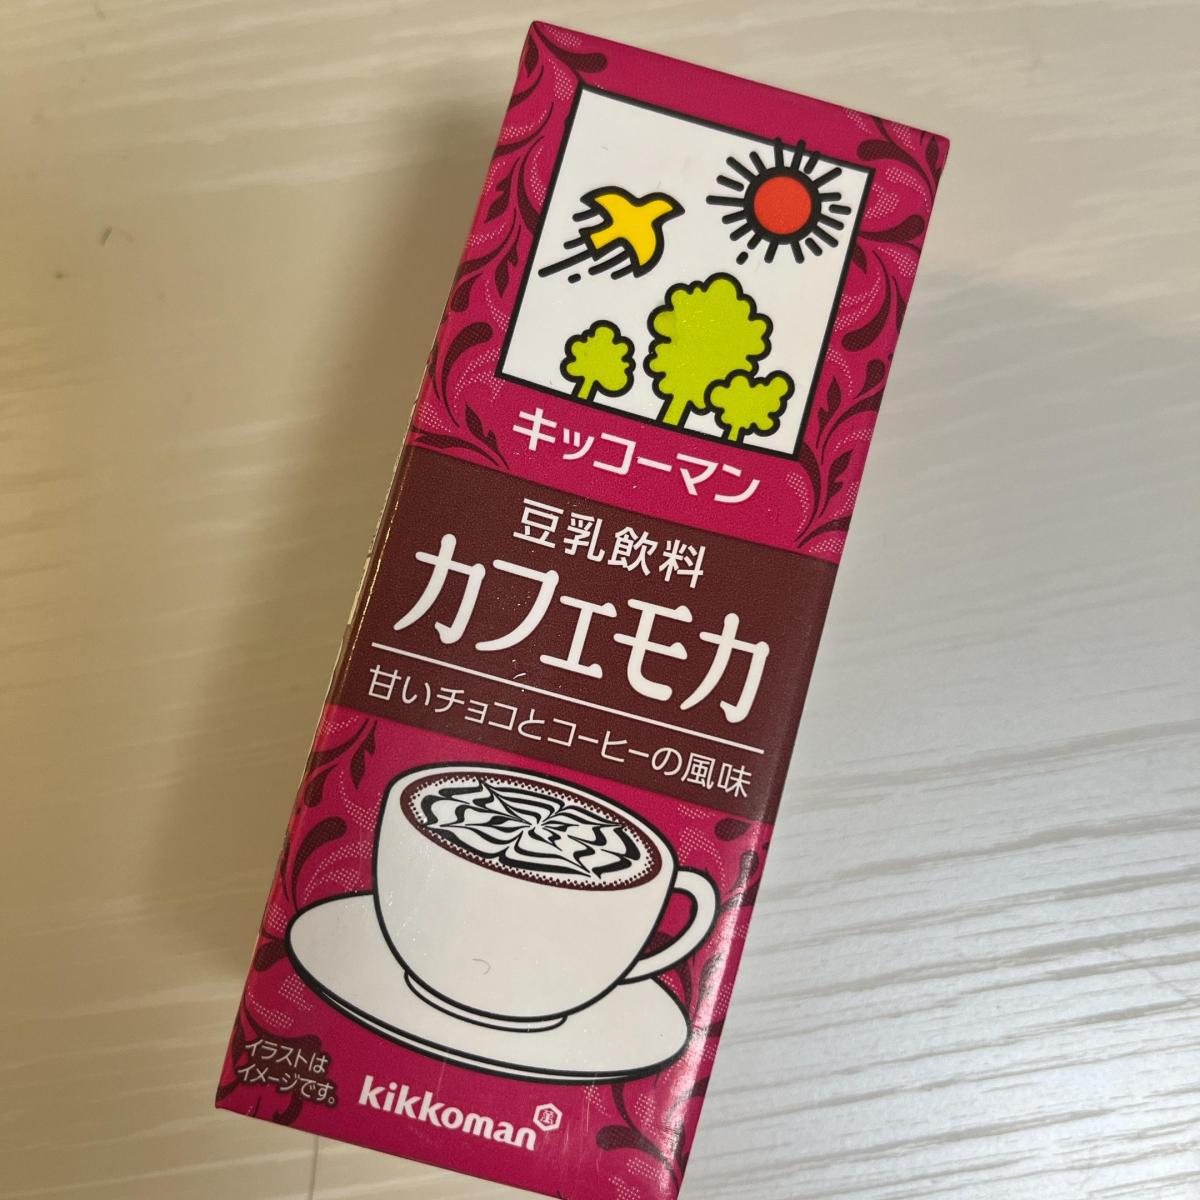 キッコーマン
豆乳飲料
カフェモカ
甘いチョコとコーヒーの風味
イラストは
イメージです。
kikkoman